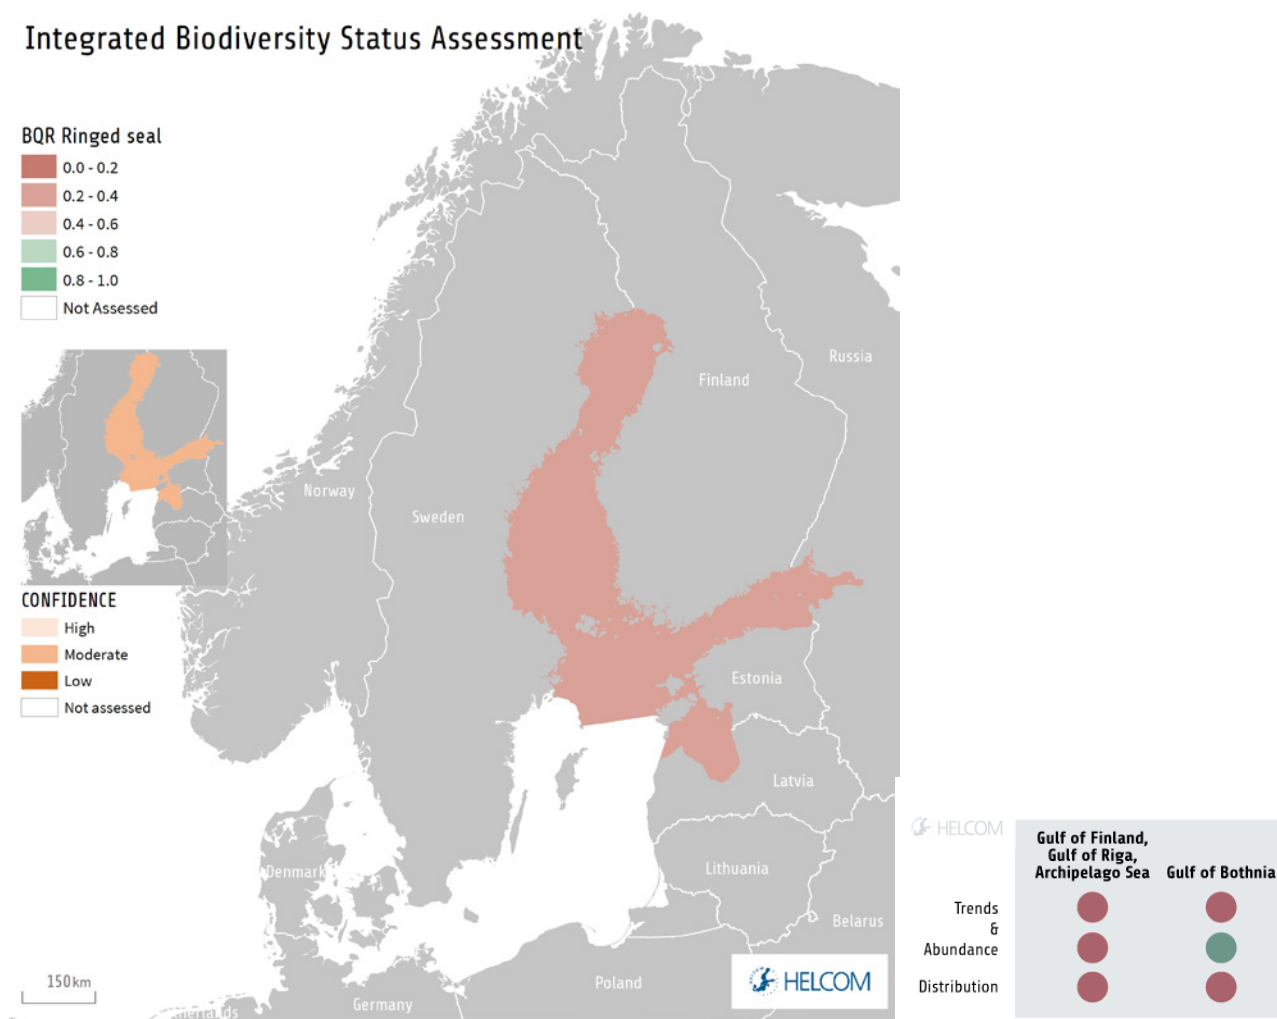 Integrated Biodiversity Status Assessment
BQR Ringed seal
0.0 - 0.2
0.2 - 0.4
0.4 - 0.6
0.6 - 0.8
0.8 - 1.0
Not Assessed
CONFIDENCE
High
Moderate
Low
Not assessed
Norway
Sweden
Finland
Russia
Estonia
Latvia
Lithuania
Belarus
Denmark
Poland
Germany
150km
HELCOM
HELCOM
Gulf of Finland,
Gulf of Riga,
Archipelago Sea
Gulf of Bothnia
Trends
&
Abundance
Distribution